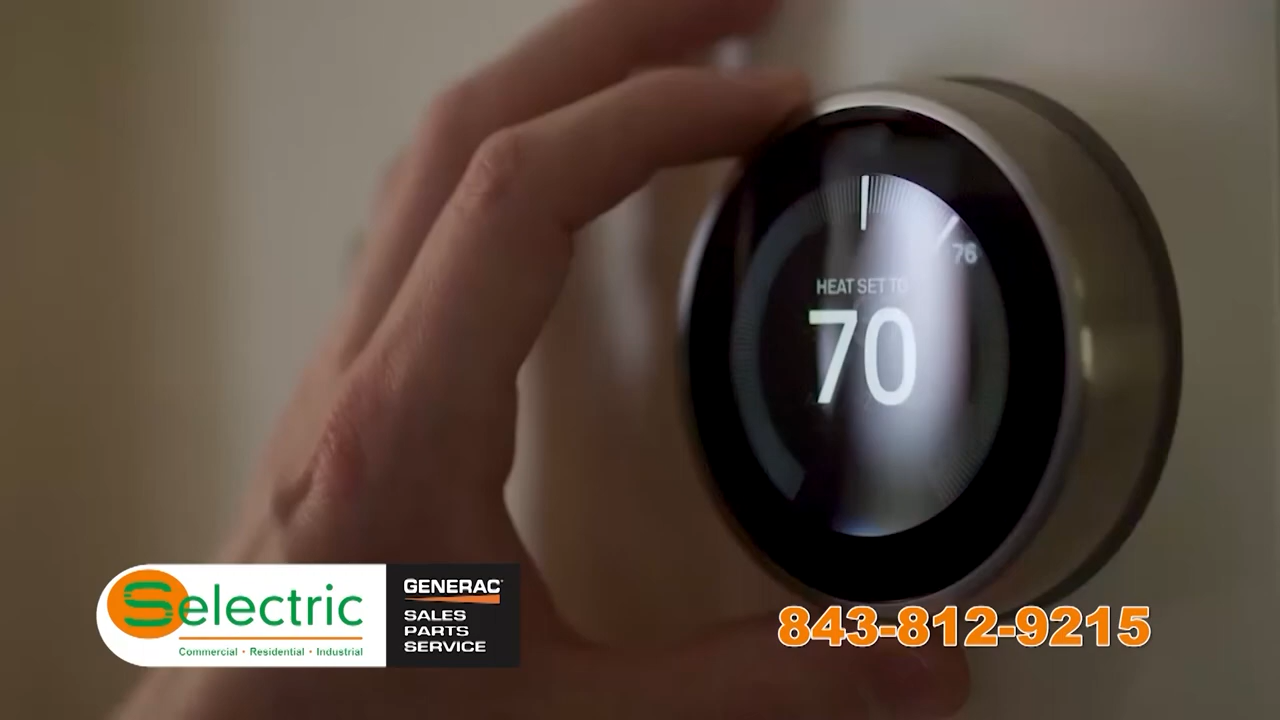 76
HEAT SET TO
70
Selectric
Commercial • Residential • Industrial
GENERAC
SALES
PARTS
SERVICE
843-812-9215